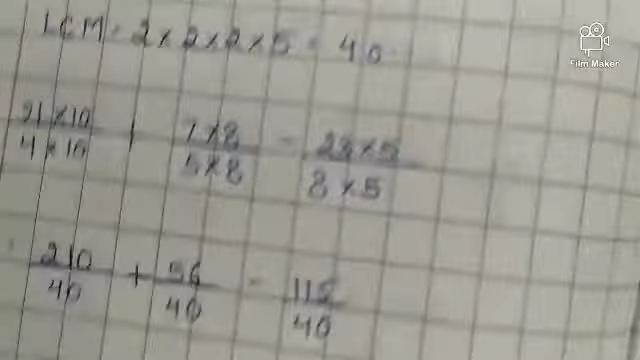 LCM = 2 × 2 × 2 × 5 = 40
Film Maker
21 × 10 / 4 × 10 + 7 × 8 / 5 × 8 - 23 × 5 / 8 × 5
= 210 / 40 + 56 / 40 - 115 / 40